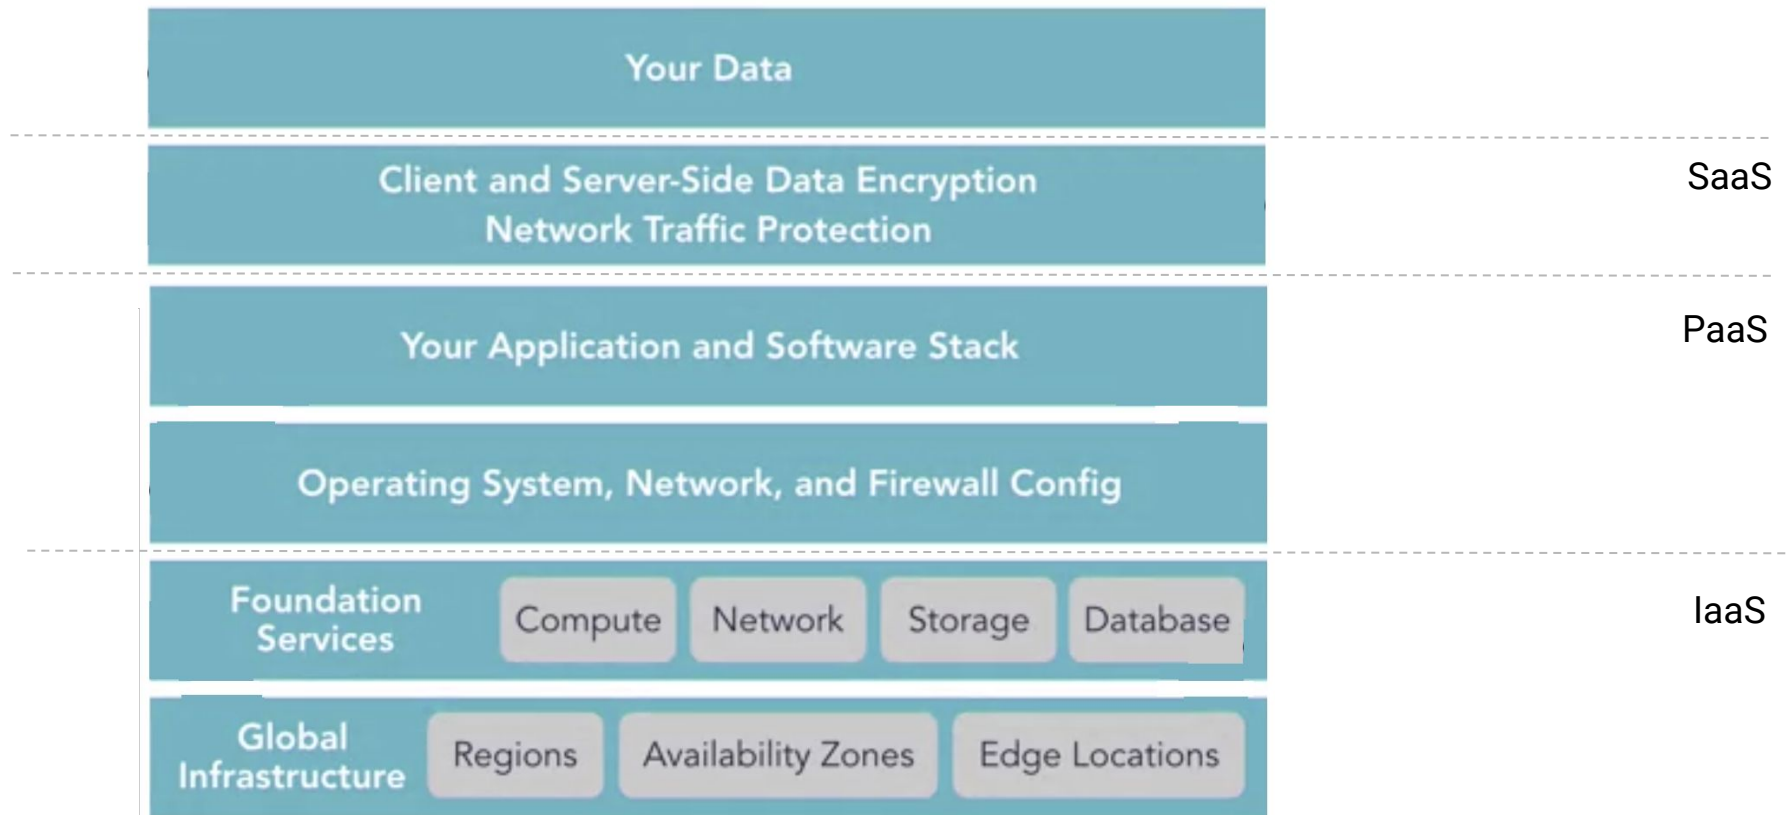 Your Data
Client and Server-Side Data Encryption
Network Traffic Protection
SaaS
Your Application and Software Stack
PaaS
Operating System, Network, and Firewall Config
Foundation
Services
Compute
Network
Storage
Database
IaaS
Global
Infrastructure
Regions
Availability Zones
Edge Locations